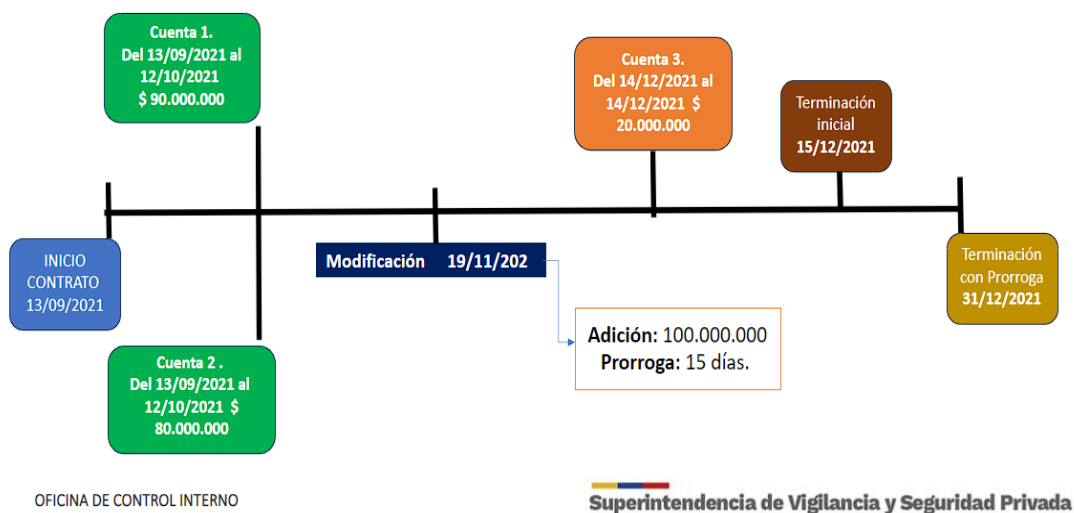 Cuenta 1.
Del 13/09/2021 al
12/10/2021
$ 90.000.000
Cuenta 3.
Del 14/12/2021 al
14/12/2021 $
20.000.000
Terminación
inicial
15/12/2021
INICIO
CONTRATO
13/09/2021
Modificación 19/11/202
Terminación
con Prorroga
31/12/2021
Adición: 100.000.000
Prorroga: 15 días.
Cuenta 2 .
Del 13/09/2021 al
12/10/2021 $
80.000.000
OFICINA DE CONTROL INTERNO
Superintendencia de Vigilancia y Seguridad Privada